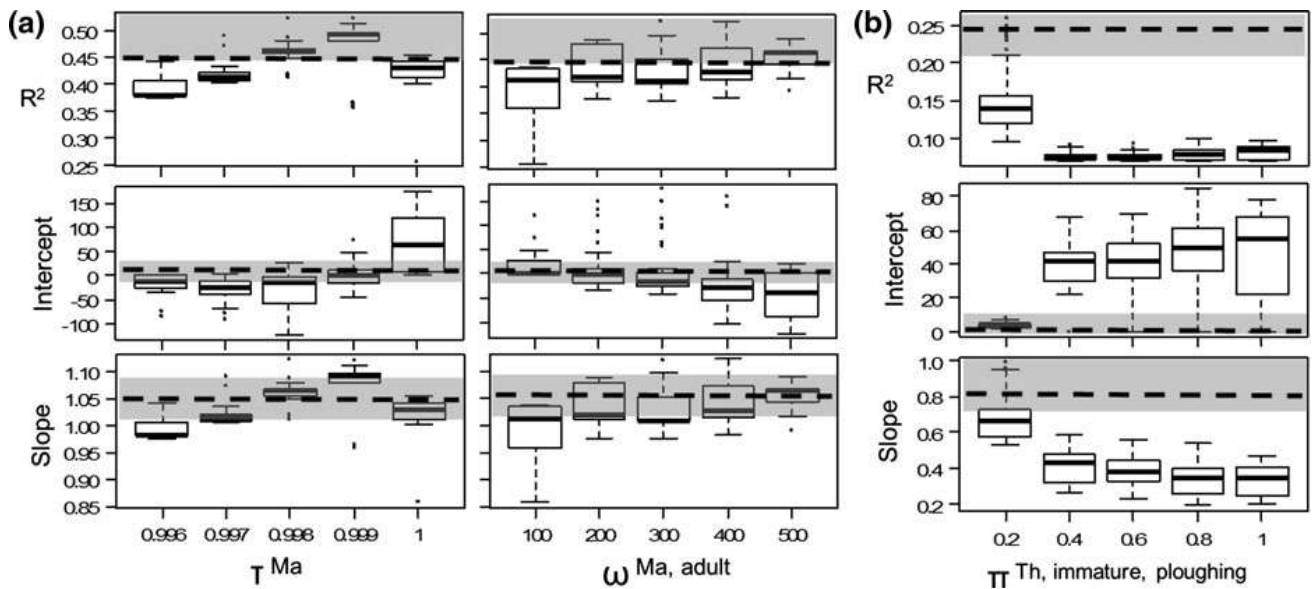 (a)
(b)
R²
0.50
0.45
0.40
0.35
0.30
0.25
R²
0.25
0.20
0.15
0.10
Intercept
150
100
50
0
-50
-100
Intercept
80
60
40
20
0
Slope
1.10
1.05
1.00
0.95
0.90
0.85
Slope
1.0
0.8
0.6
0.4
0.2
0.996 0.997 0.998 0.999 1
100 200 300 400 500
0.2 0.4 0.6 0.8 1
τ Ma
ω Ma, adult
π Th, immature, ploughing